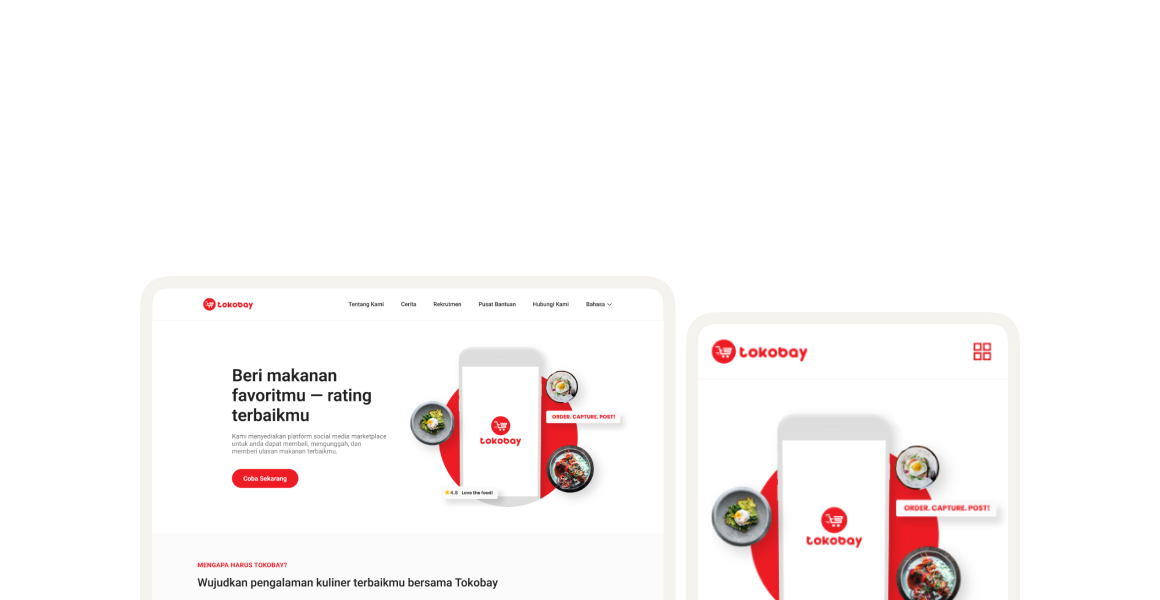 tokobay
Tentang Kami Cerita Rekrutmen Pusat Bantuan Hubungi Kami Bahasa
Beri makanan
favoritmu — rating
terbaikmu
Kami menyediakan platform social media marketplace
untuk anda dapat membeli, mengunggah, dan
memberi ulasan makanan terbaikmu.
Coba Sekarang
tokobay
ORDER. CAPTURE. POST!
4.8 Love the food!
MENGAPA HARUS TOKOBAY?
Wujudkan pengalaman kuliner terbaikmu bersama Tokobay
tokobay
ORDER. CAPTURE. POST!
tokobay